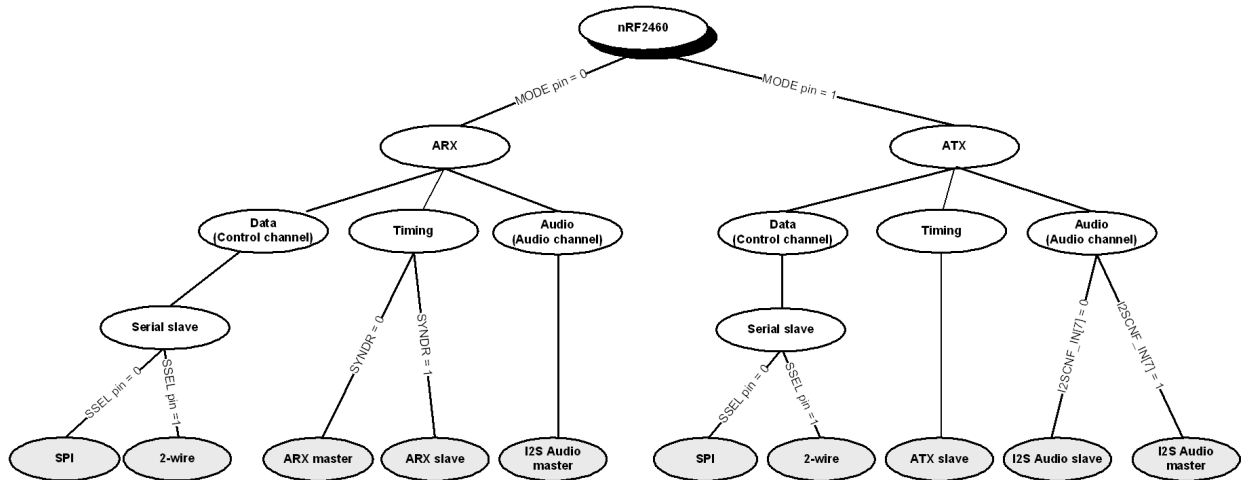 nRF2460
MODE pin = 0
MODE pin = 1
ARX
ATX
Data
(Control channel)
Timing
Audio
(Audio channel)
Data
(Control channel)
Timing
Audio
(Audio channel)
Serial slave
SYNDR = 0
SYNDR = 1
Serial slave
I2SCNF_IN[7] = 0
I2SCNF_IN[7] = 1
SSEL pin = 0
SSEL pin =1
SSEL pin = 0
SSEL pin =1
SPI
2-wire
ARX master
ARX slave
I2S Audio
master
SPI
2-wire
ATX slave
I2S Audio slave
I2S Audio
master